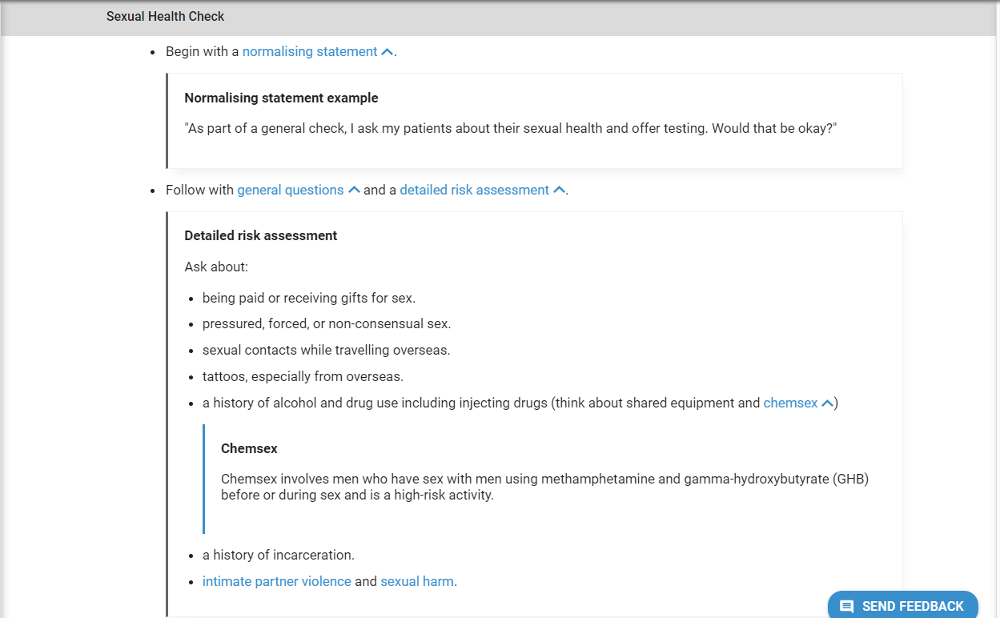 Sexual Health Check
Begin with a normalising statement.
Normalising statement example
"As part of a general check, I ask my patients about their sexual health and offer testing. Would that be okay?"
Follow with general questions and a detailed risk assessment.
Detailed risk assessment
Ask about:
being paid or receiving gifts for sex.
pressured, forced, or non-consensual sex.
sexual contacts while travelling overseas.
tattoos, especially from overseas.
a history of alcohol and drug use including injecting drugs (think about shared equipment and chemsex)
Chemsex
Chemsex involves men who have sex with men using methamphetamine and gamma-hydroxybutyrate (GHB)
before or during sex and is a high-risk activity.
a history of incarceration.
intimate partner violence and sexual harm.
SEND FEEDBACK